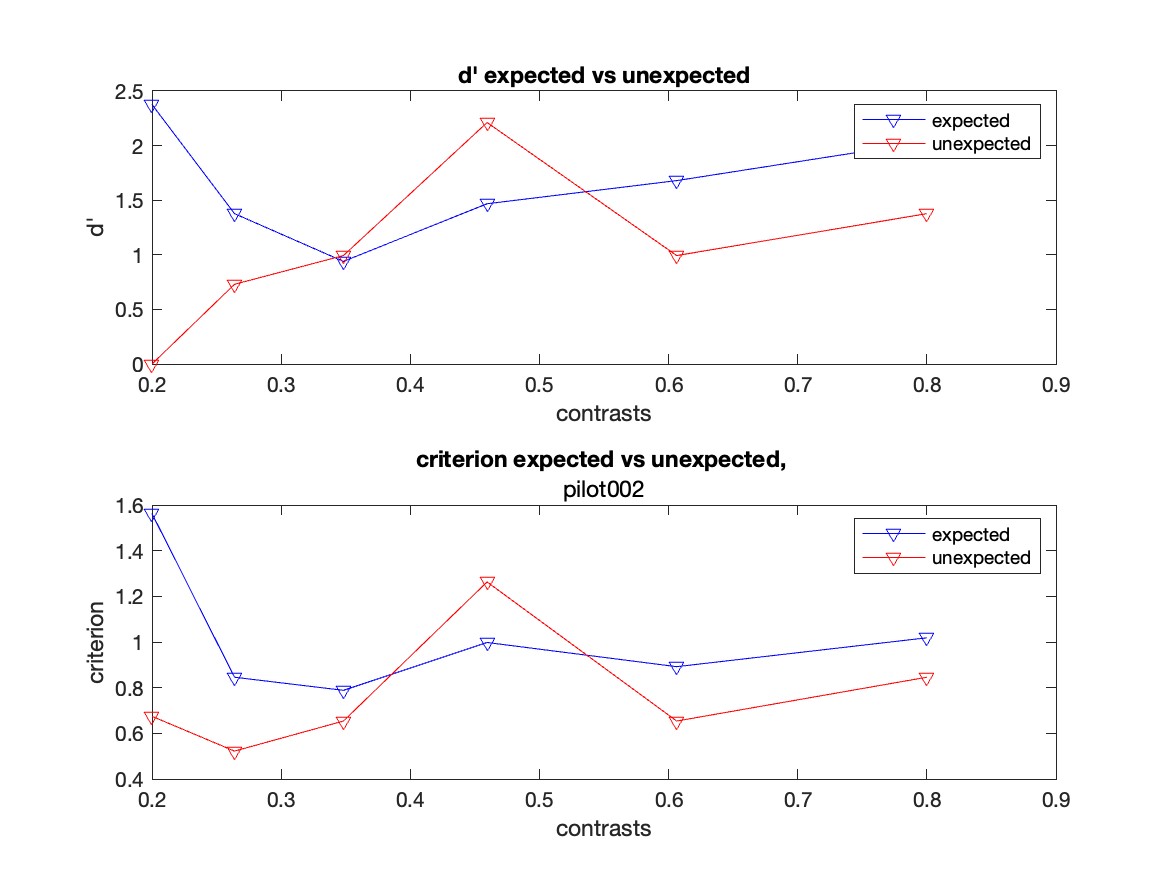 d' expected vs unexpected
2.5
2
1.5
1
0.5
0
d'
expected
unexpected
0.2 0.3 0.4 0.5 0.6 0.7 0.8 0.9
contrasts
criterion expected vs unexpected,
pilot002
1.6
1.4
1.2
1
0.8
0.6
0.4
criterion
expected
unexpected
0.2 0.3 0.4 0.5 0.6 0.7 0.8 0.9
contrasts